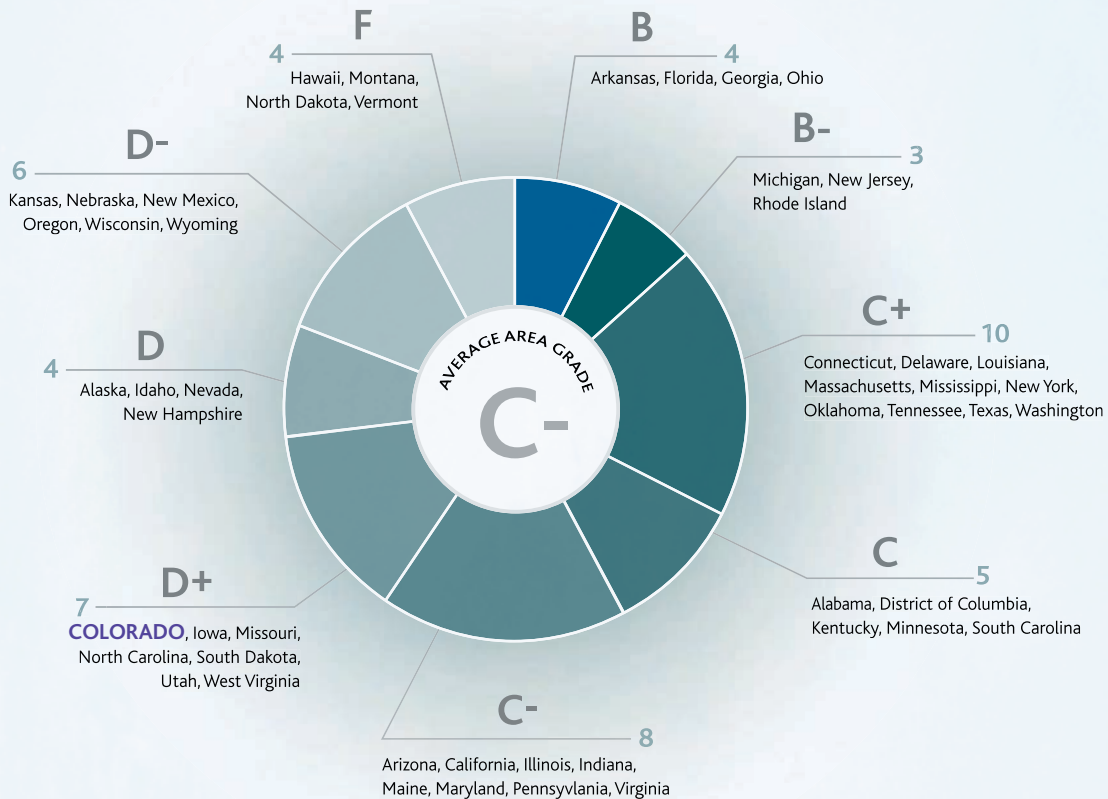 F
4
Hawaii, Montana,
North Dakota, Vermont
B
4
Arkansas, Florida, Georgia, Ohio
B-
3
Michigan, New Jersey,
Rhode Island
C+
10
Connecticut, Delaware, Louisiana,
Massachusetts, Mississippi, New York,
Oklahoma, Tennessee, Texas, Washington
C
5
Alabama, District of Columbia,
Kentucky, Minnesota, South Carolina
C-
8
Arizona, California, Illinois, Indiana,
Maine, Maryland, Pennsyvlania, Virginia
D+
7
COLORADO, Iowa, Missouri,
North Carolina, South Dakota,
Utah, West Virginia
D
4
Alaska, Idaho, Nevada,
New Hampshire
D-
6
Kansas, Nebraska, New Mexico,
Oregon, Wisconsin, Wyoming
AVERAGE AREA GRADE
C-